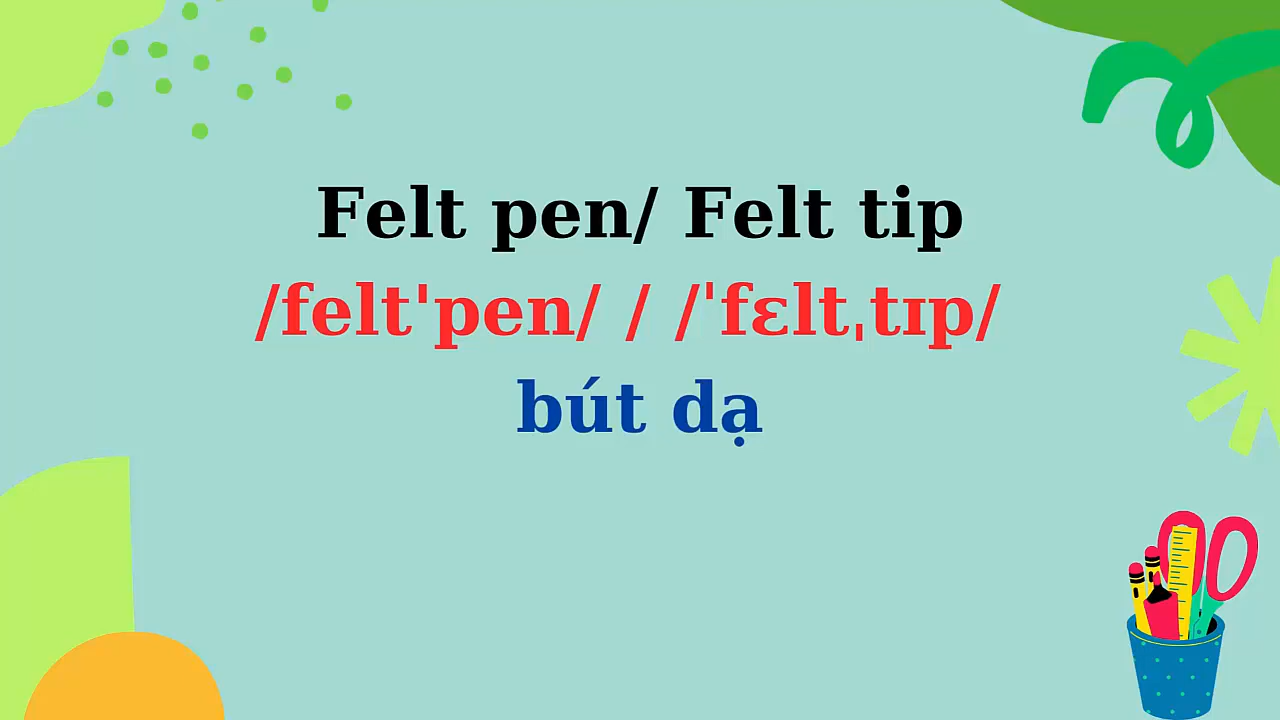 Felt pen/ Felt tip
/felt'pen/ / /ˈfɛltˌtɪp/
bút dạ